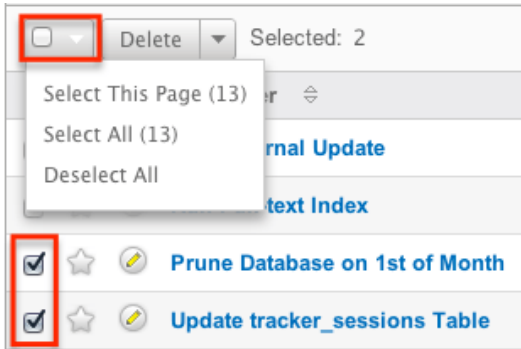 Delete Selected: 2
Select This Page (13)
Select All (13)
Deselect All
Update
text Index
Prune Database on 1st of Month
Update tracker_sessions Table